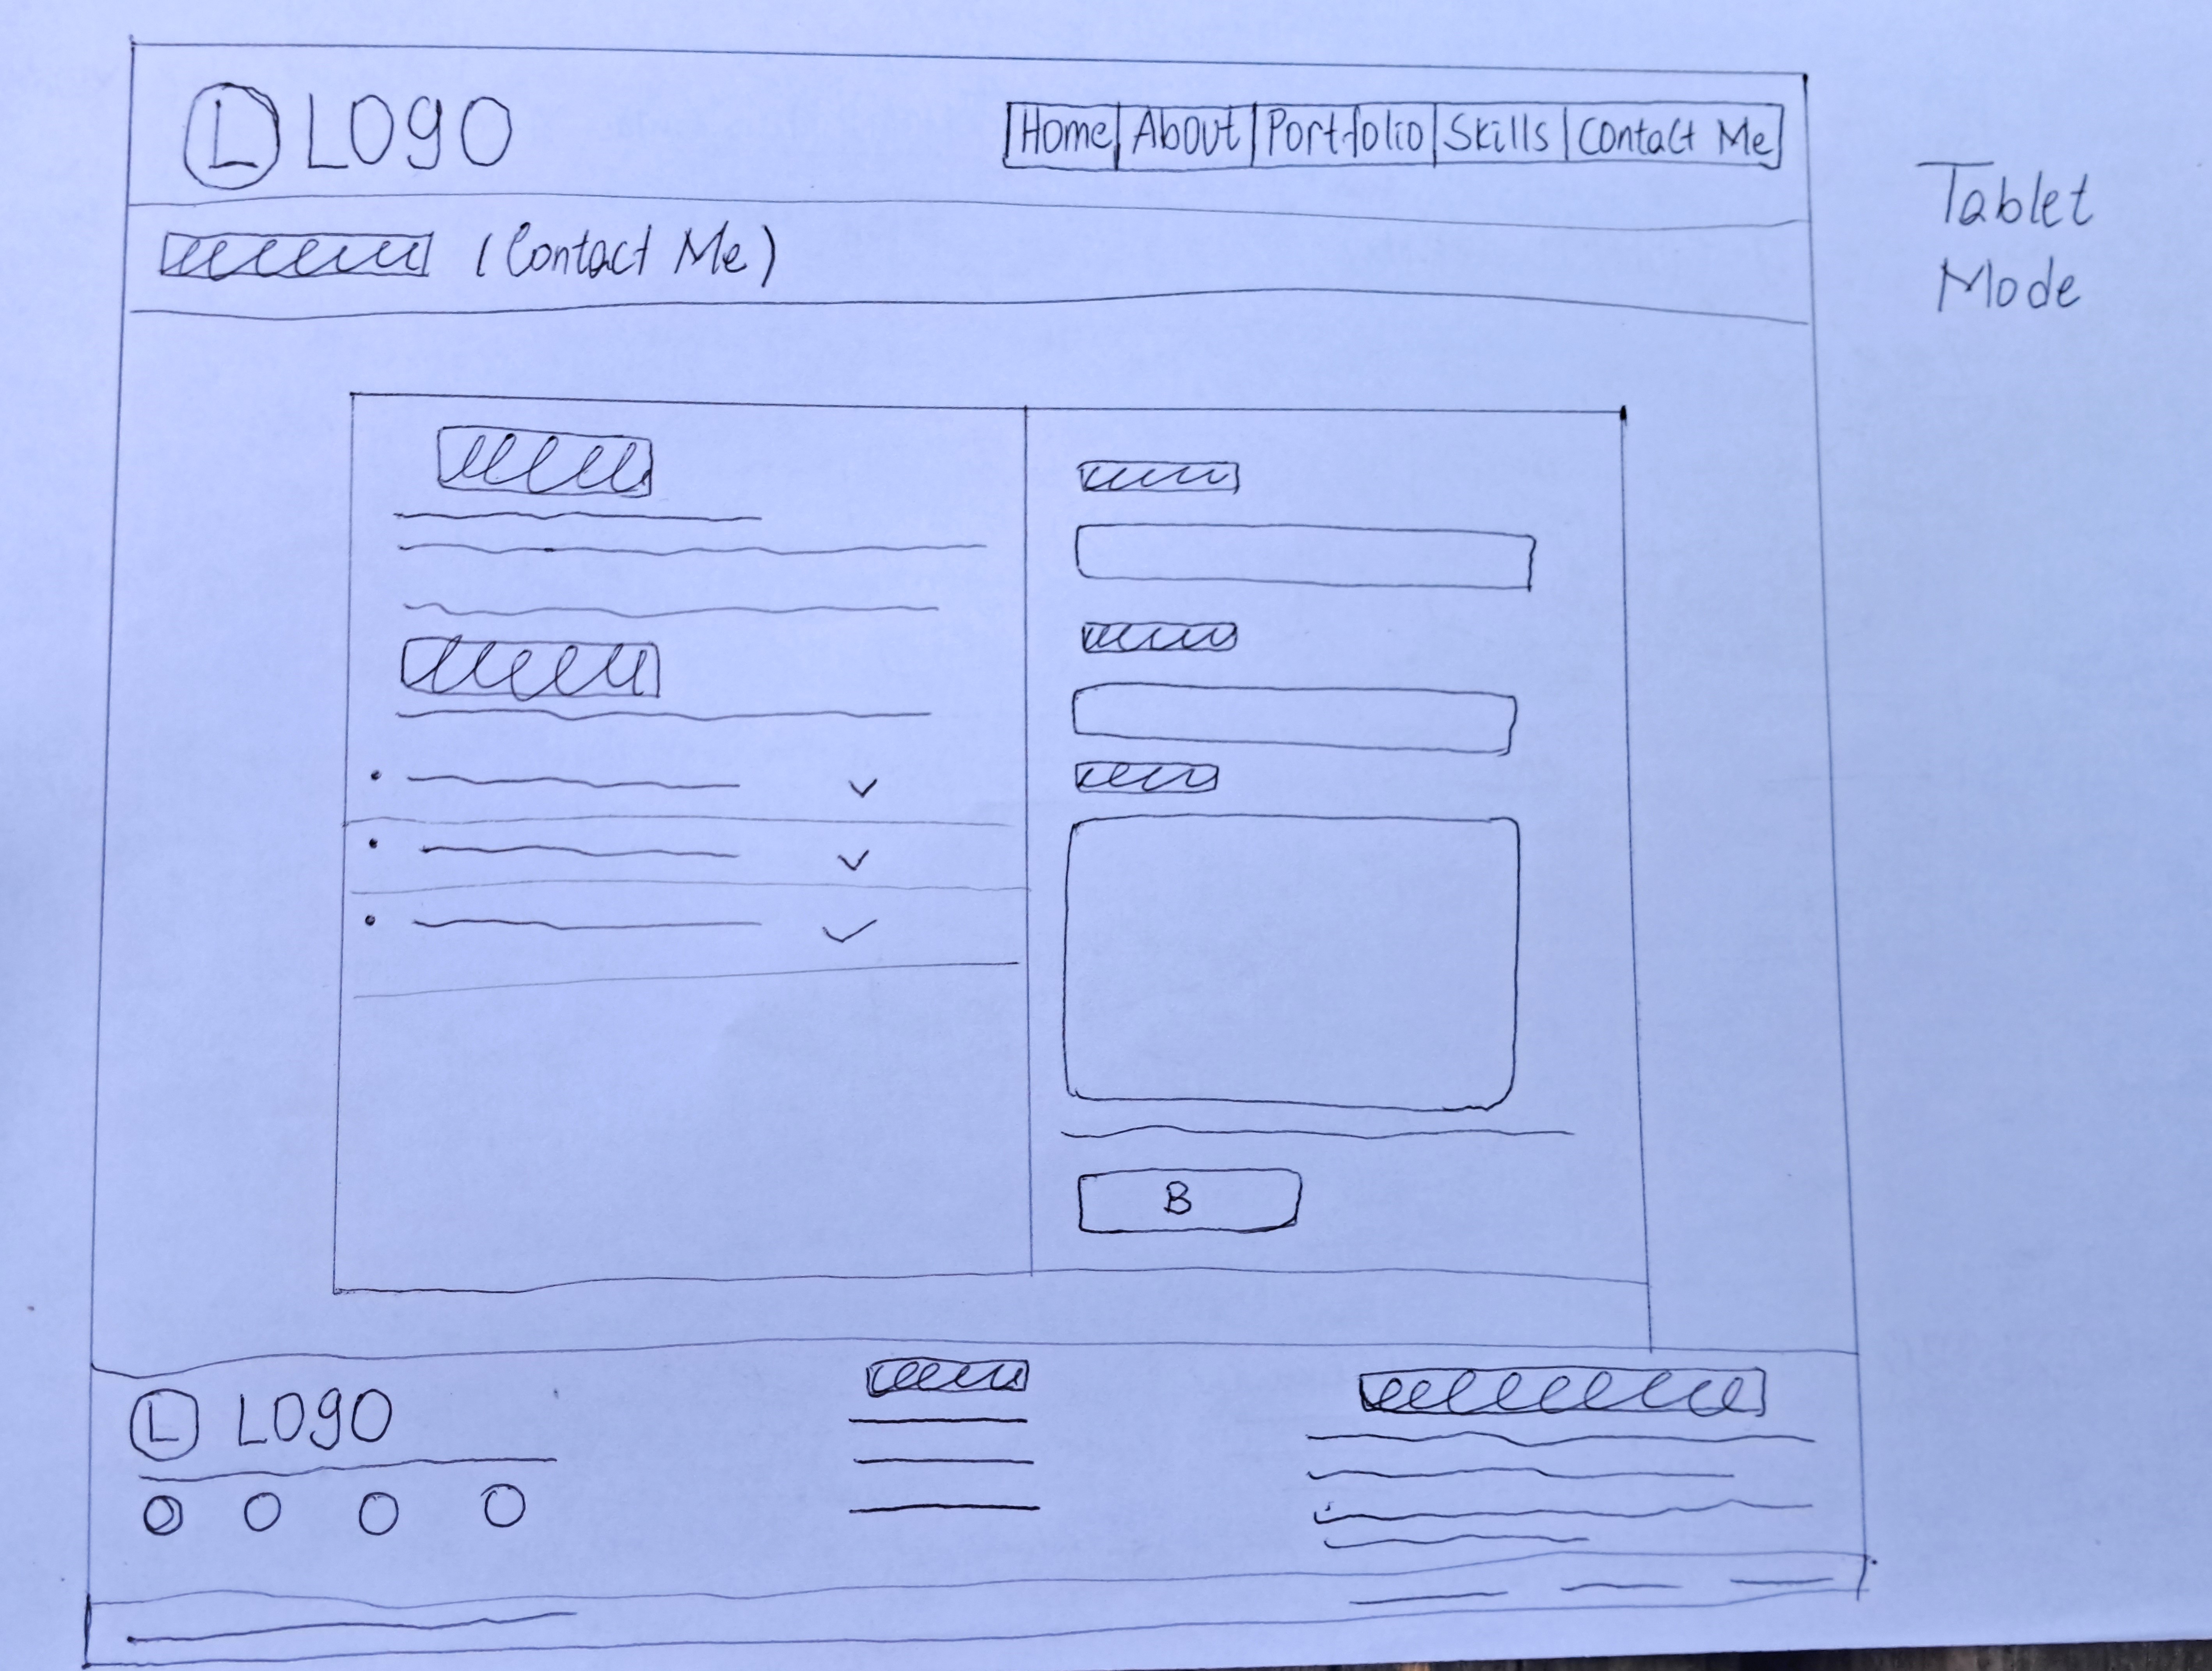 L LOgO
Home About Portfolio Skills Contact Me
Tablet
Mode
(Contact Me)
B
L LOgO